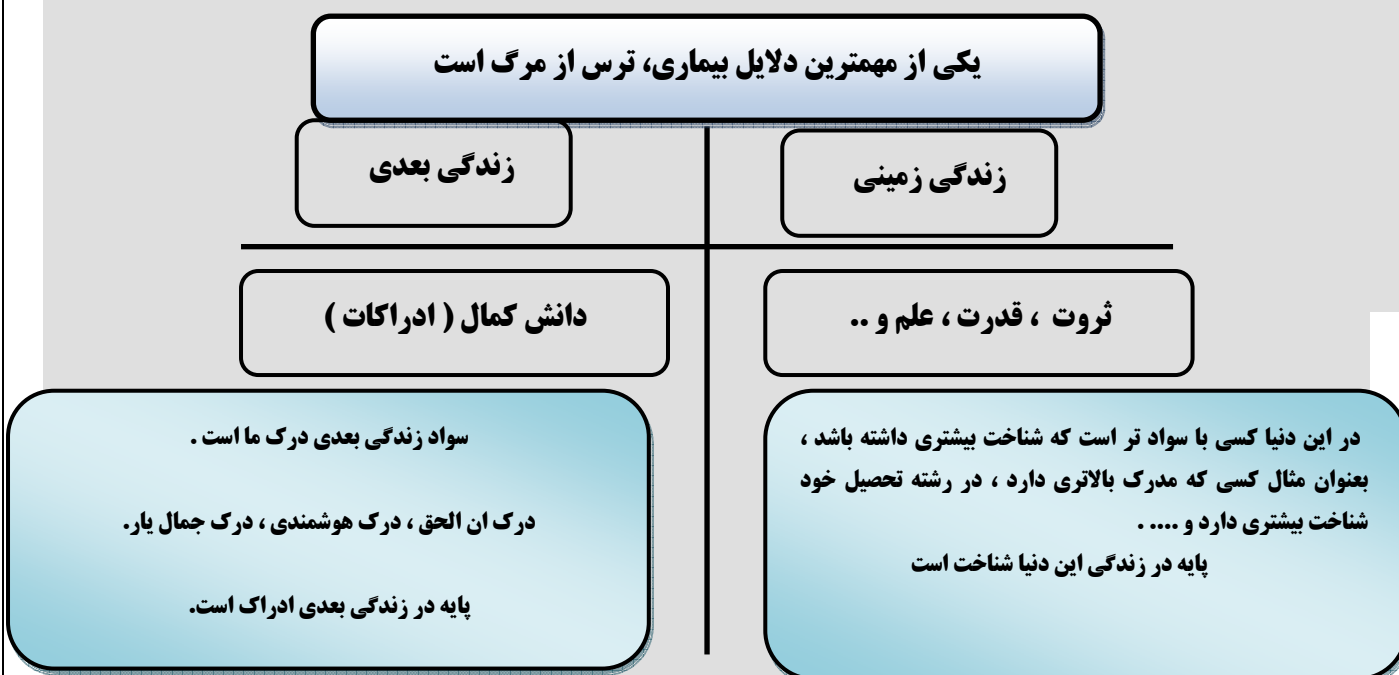 یکی از مهمترین دلایل بیماری، ترس از مرگ است
زندگی زمینی
زندگی بعدی
ثروت ، قدرت ، علم و ..
دانش کمال ( ادراکات )
در این دنیا کسی با سواد تر است که شناخت بیشتری داشته باشد ،
بعنوان مثال کسی که مدرک بالاتری دارد ، در رشته تحصیل خود
شناخت بیشتری دارد و .... .
پایه در زندگی این دنیا شناخت است
سواد زندگی بعدی درک ما است .
درک ان الحق ، درک هوشمندی ، درک جمال یار.
پایه در زندگی بعدی ادراک است.